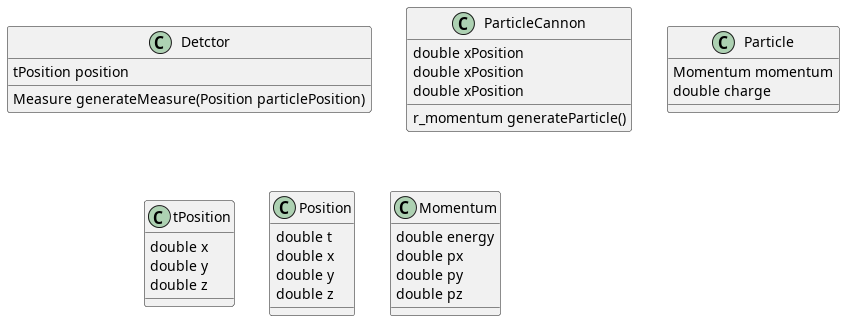 C Detctor
tPosition position
Measure generateMeasure(Position particlePosition)
C ParticleCannon
double xPosition
double xPosition
double xPosition
r_momentum generateParticle()
C Particle
Momentum momentum
double charge
C tPosition
double x
double y
double z
C Position
double t
double x
double y
double z
C Momentum
double energy
double px
double py
double pz